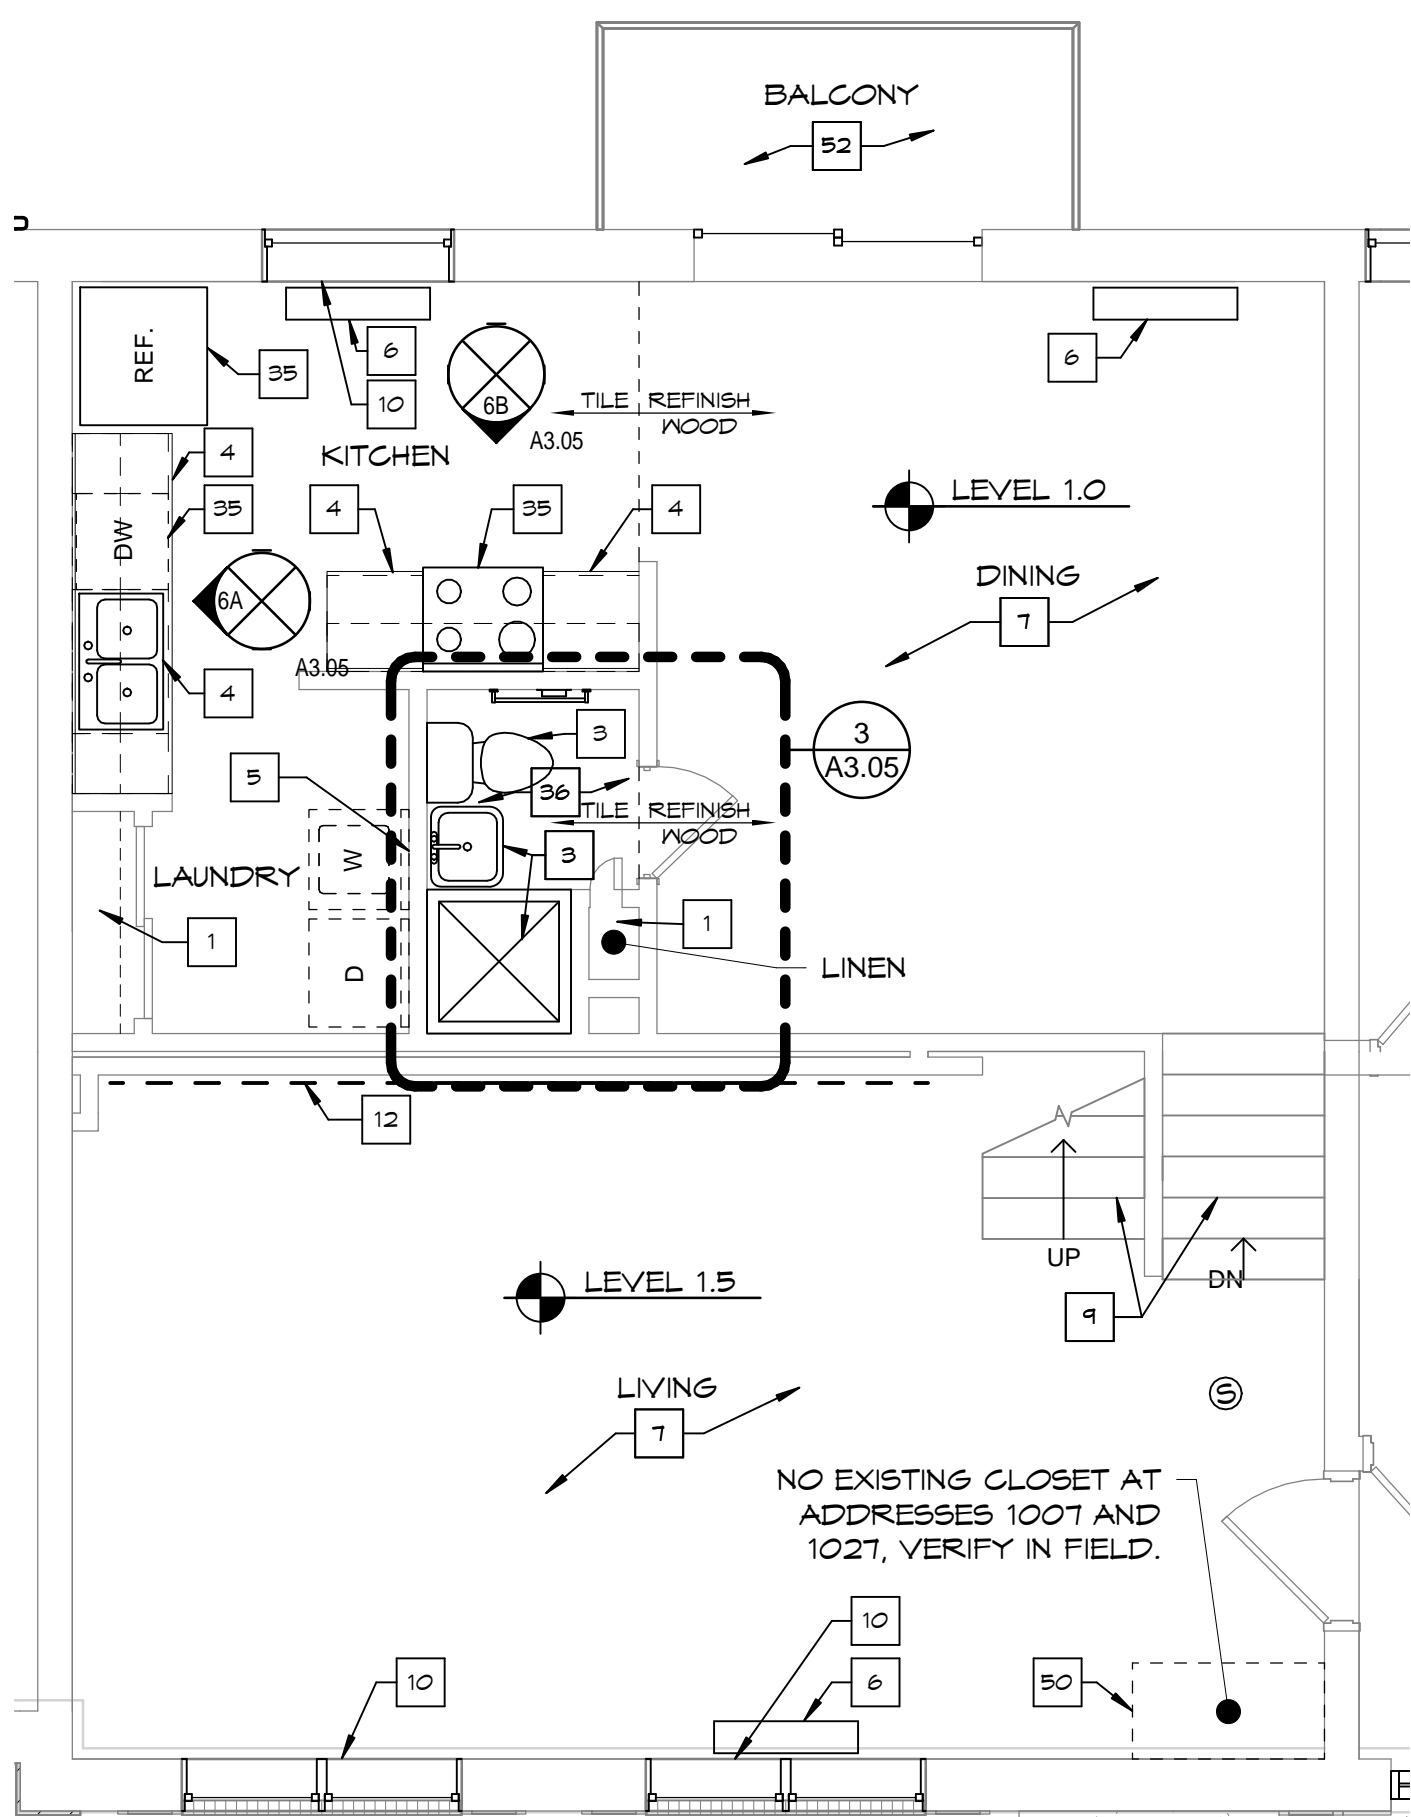 BALCONY
52
REF.
35
6
10
6B
A3.05
TILE REFINISH
WOOD
6
KITCHEN
4
35
DW
4
35
4
LEVEL 1.0
DINING
7
6A
A3.05
4
3
3
A3.05
5
36
TILE REFINISH
WOOD
W
3
LAUNDRY
1
1
D
LINEN
12
UP
DN
9
LEVEL 1.5
LIVING
7
S
NO EXISTING CLOSET AT
ADDRESSES 1007 AND
1027, VERIFY IN FIELD.
10
10
6
50